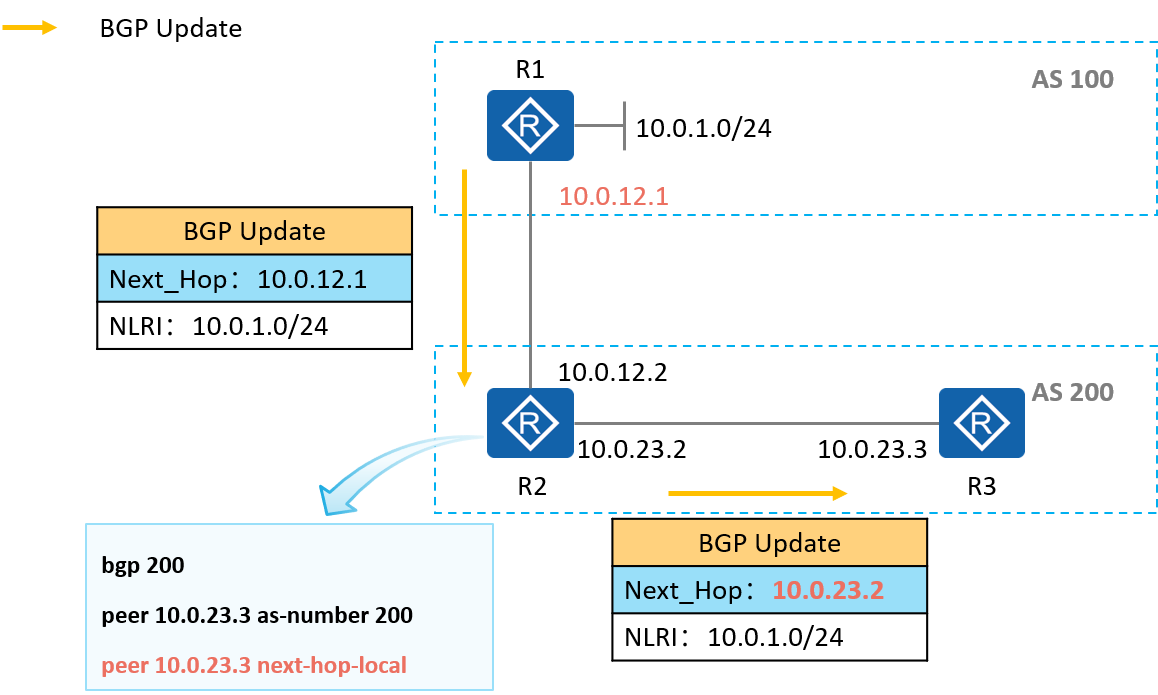 BGP Update
R1
AS 100
R
10.0.1.0/24
10.0.12.1
BGP Update
Next_Hop：10.0.12.1
NLRI：10.0.1.0/24
10.0.12.2
AS 200
R
R
10.0.23.2
10.0.23.3
R2
R3
bgp 200
peer 10.0.23.3 as-number 200
peer 10.0.23.3 next-hop-local
BGP Update
Next_Hop：10.0.23.2
NLRI：10.0.1.0/24